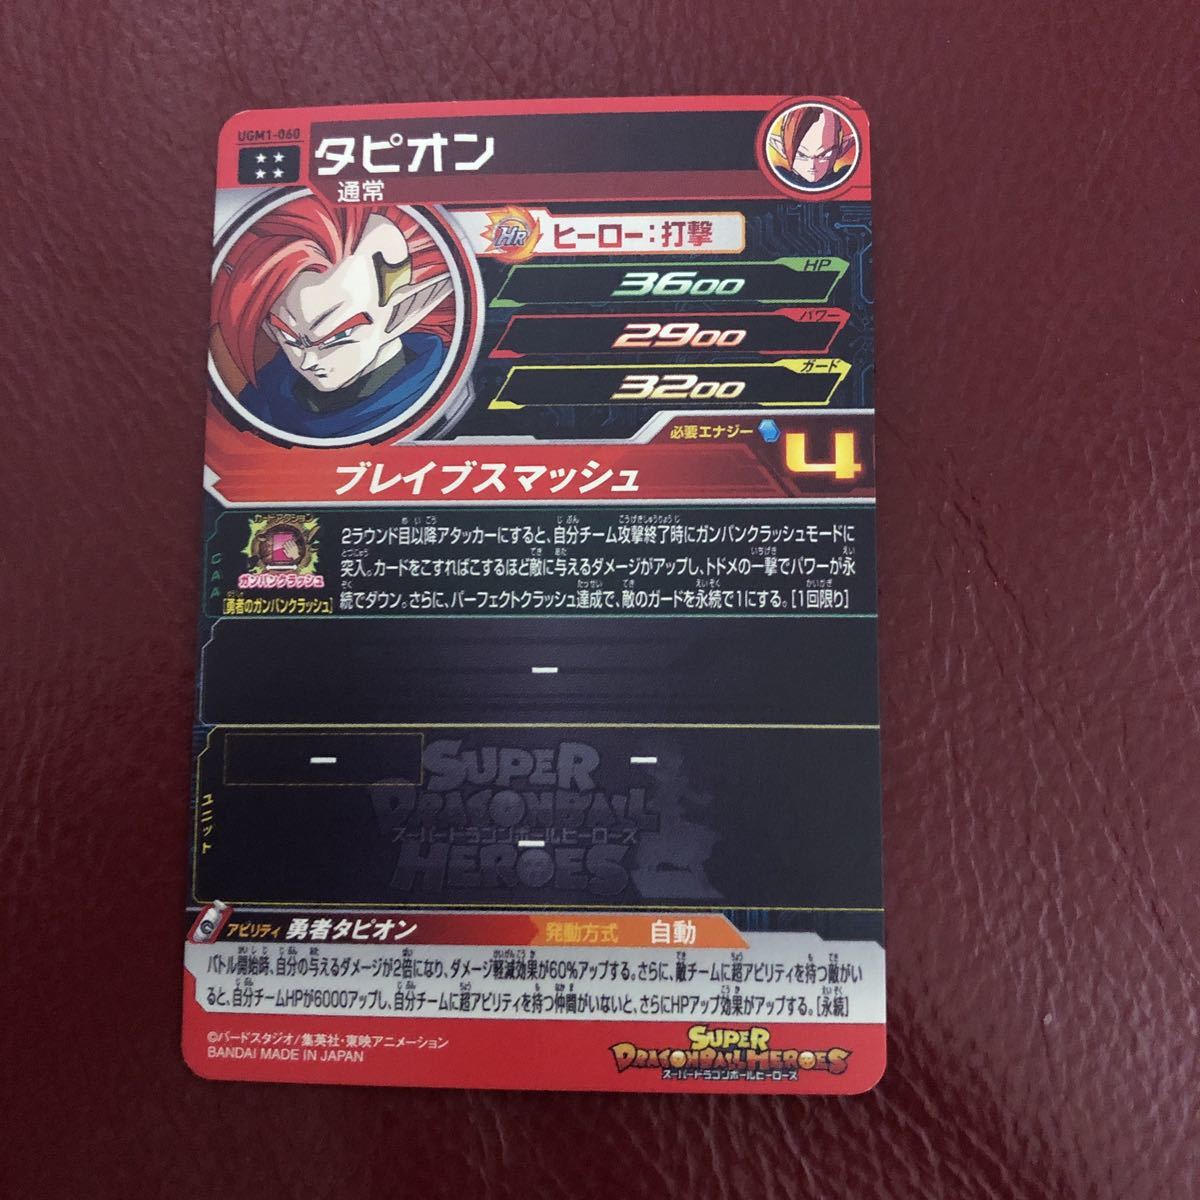 UGM1-060
タピオン
通常
HR ヒーロー:打撃
HP
3600
パワー
2900
ガード
3200
必要エナジー 4
ブレイブスマッシュ
CAA
カードアクション
ガンバンクラッシュ
[勇者のガンバンクラッシュ]
2ラウンド目以降アタッカーにすると、自分チーム攻撃終了時にガンバンクラッシュモードに
突入。カードをこすればこするほど敵に与えるダメージがアップし、トドメの一撃でパワーが永
続でダウン。さらに、パーフェクトクラッシュ達成で、敵のガードを永続で1にする。[1回限り]
ー
ー
ー
ユニット
ー
SUPER
DRAGONBALL
スーパードラゴンボールヒーローズ
HEROES
アビリティ 勇者タピオン 発動方式 自動
バトル開始時、自分の与えるダメージが2倍になり、ダメージ軽減効果が60%アップする。さらに、敵チームに超アビリティを持つ敵がい
ると、自分チームHPが6000アップし、自分チームに超アビリティを持つ仲間がいないと、さらにHPアップ効果がアップする。[永続]
©バードスタジオ/集英社・東映アニメーション
BANDAI MADE IN JAPAN
SUPER
DRAGONBALL HEROES
スーパードラゴンボールヒーローズ